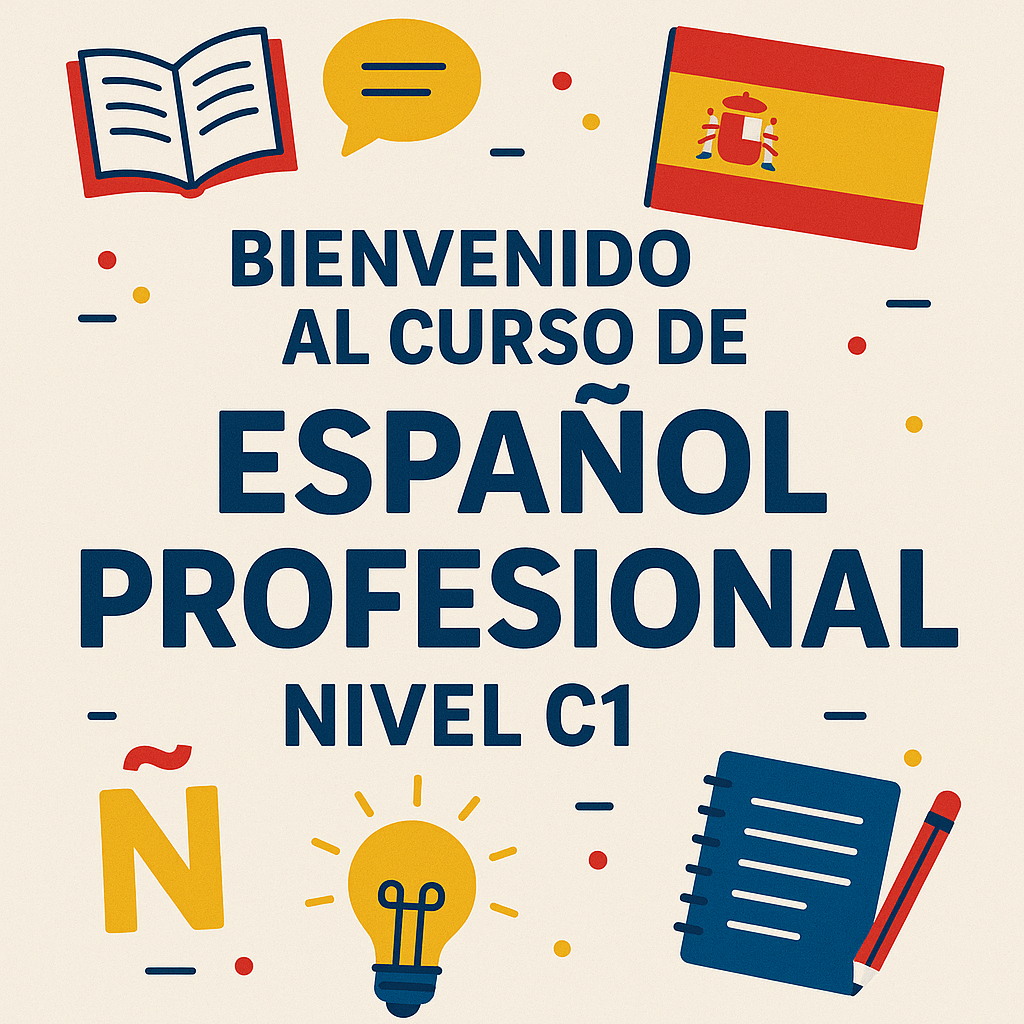 BIENVENIDO
AL CURSO DE
ESPAÑOL
PROFESIONAL
NIVEL C1
Ñ